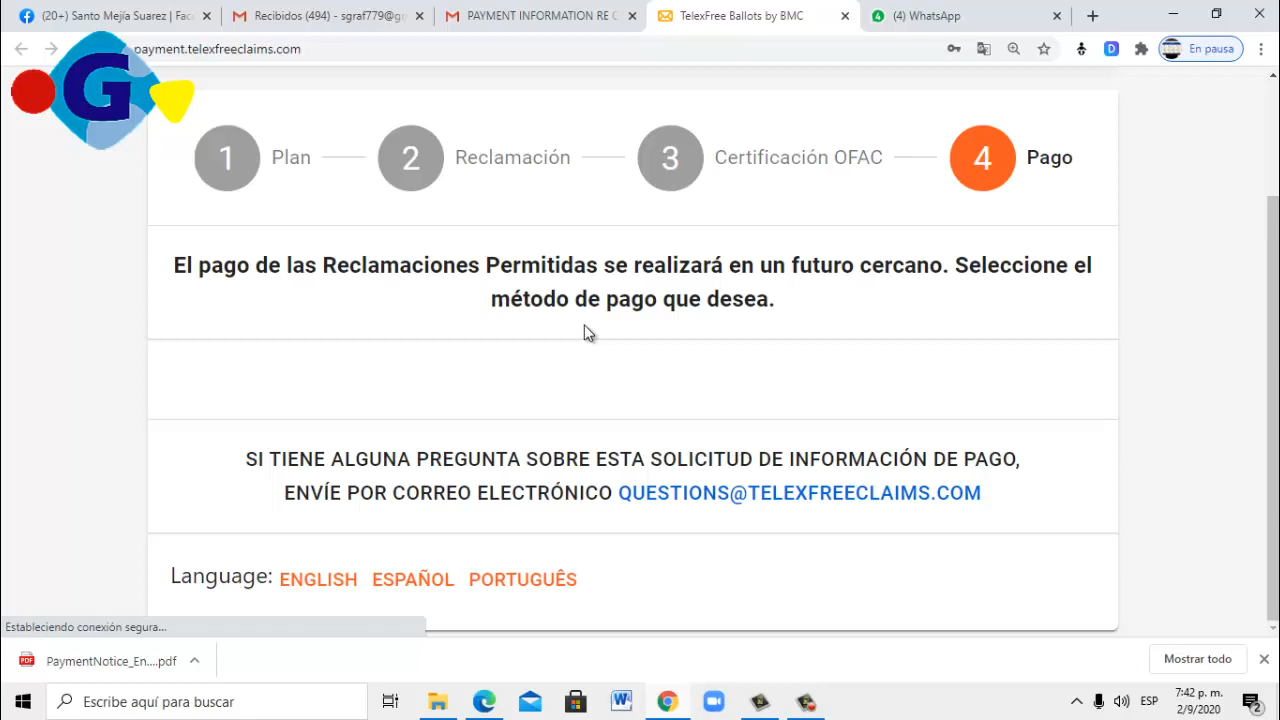 (20+) Santo Mejía Suarez | Fac
Recibidos (494) - sgraf779@go
PAYMENT INFORMATION RE C
TelexFree Ballots by BMC
(4) WhatsApp
payment.telexfreeclaims.com
En pausa
G
1 Plan
2 Reclamación
3 Certificación OFAC
4 Pago
El pago de las Reclamaciones Permitidas se realizará en un futuro cercano. Seleccione el
método de pago que desea.
SI TIENE ALGUNA PREGUNTA SOBRE ESTA SOLICITUD DE INFORMACIÓN DE PAGO,
ENVÍE POR CORREO ELECTRÓNICO QUESTIONS@TELEXFREECLAIMS.COM
Language: ENGLISH ESPAÑOL PORTUGUÊS
Estableciendo conexión segura...
PaymentNotice_En....pdf
Mostrar todo
Escribe aquí para buscar
ESP
7:42 p. m.
2/9/2020
2